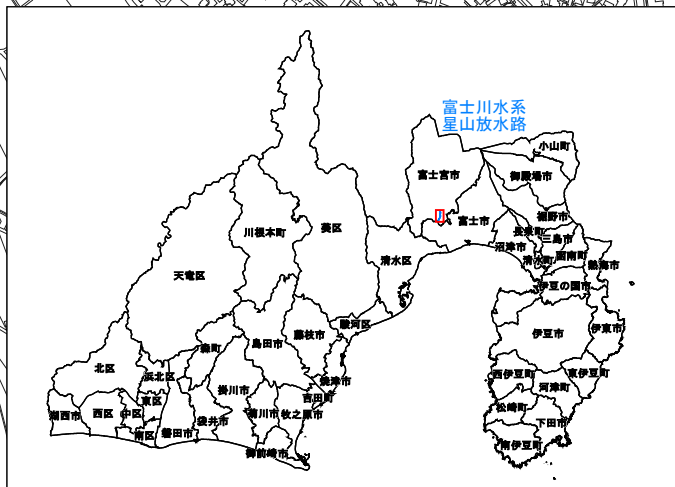 富士川水系
星山放水路
小山町
御殿場市
富士宮市
裾野市
富士市
長泉町
三島市
沼津市
清水町
函南町
熱海市
伊豆の国市
川根本町
葵区
清水区
天竜区
駿河区
伊豆市
伊東市
島田市
藤枝市
森町
北区
浜北区
焼津市
西伊豆町
東伊豆町
河津町
掛川市
吉田町
東区
湖西市
西区
中区
南区
磐田市
袋井市
菊川市
牧之原市
松崎町
下田市
南伊豆町
御前崎市